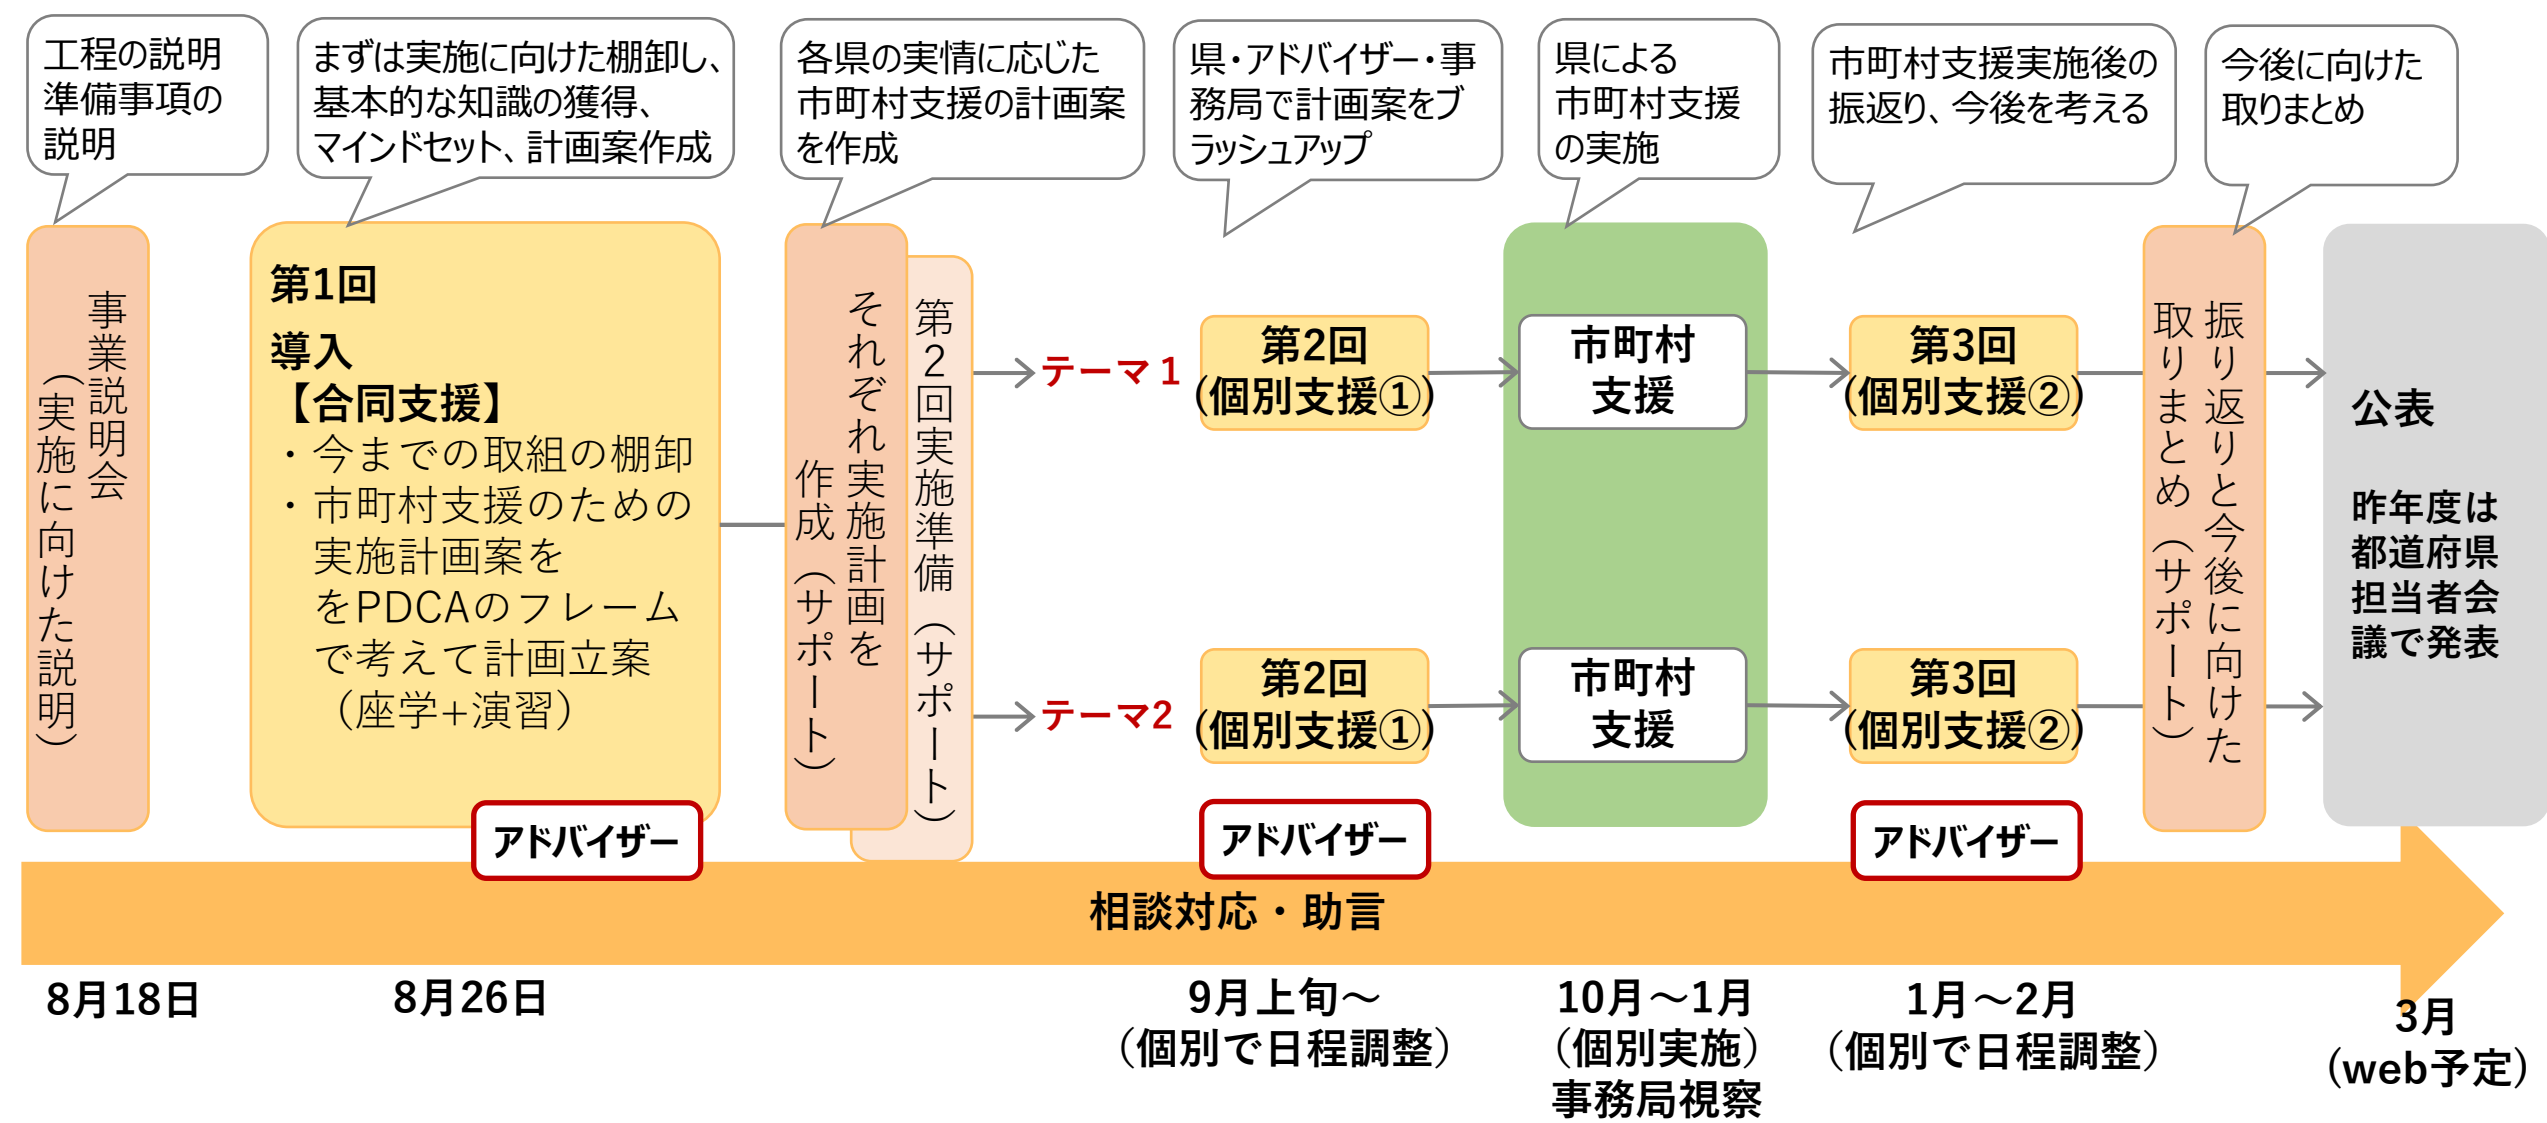 工程の説明
準備事項の
説明
まずは実施に向けた棚卸し、
基本的な知識の獲得、
マインドセット、計画案作成
各県の実情に応じた
市町村支援の計画案
を作成
県・アドバイザー・事
務局で計画案をブ
ラッシュアップ
県による
市町村支援
の実施
市町村支援実施後の
振返り、今後を考える
今後に向けた
取りまとめ
事業説明会
（実施に向けた説明）
第1回
導入
【合同支援】
・今までの取組の棚卸
・市町村支援のための
実施計画案を
をPDCAのフレーム
で考えて計画立案
（座学+演習）
アドバイザー
それぞれ実施計画を
作成（サポート）
第２回実施準備（サポート）
テーマ１
第2回
(個別支援①)
市町村
支援
第3回
(個別支援②)
テーマ2
第2回
(個別支援①)
市町村
支援
第3回
(個別支援②)
アドバイザー
アドバイザー
振り返りと今後に向けた
取りまとめ（サポート）
公表
昨年度は
都道府県
担当者会
議で発表
相談対応・助言
8月18日
8月26日
9月上旬～
（個別で日程調整）
10月～1月
（個別実施）
事務局視察
1月～2月
（個別で日程調整）
3月
(web予定)